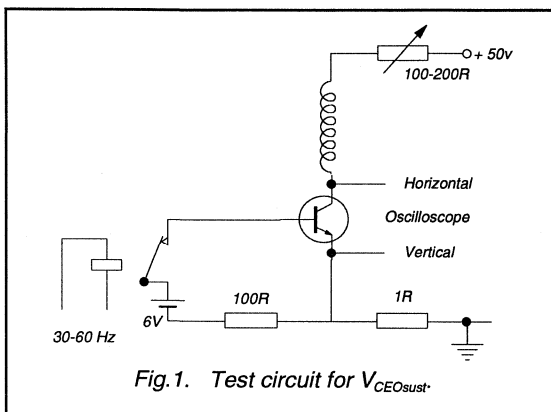 + 50v
100-200R
Horizontal
Oscilloscope
Vertical
100R
1R
6V
30-60 Hz
Fig.1. Test circuit for VCEOsust.